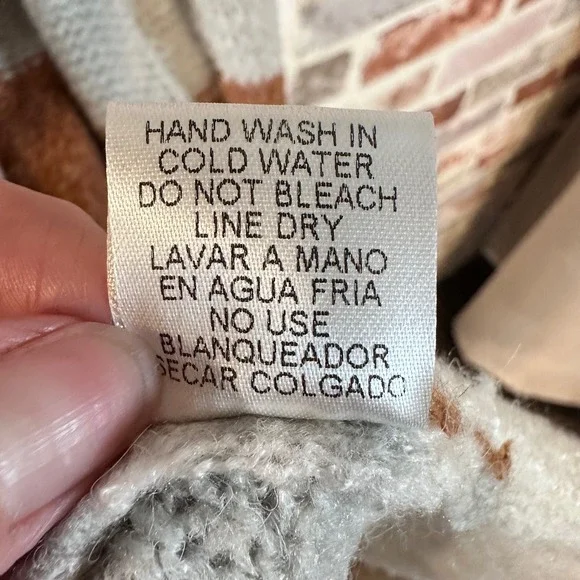 HAND WASH IN
COLD WATER
DO NOT BLEACH
LINE DRY
LAVAR A MANO
EN AGUA FRIA
NO USE
BLANQUEADOR
SECAR COLGADO